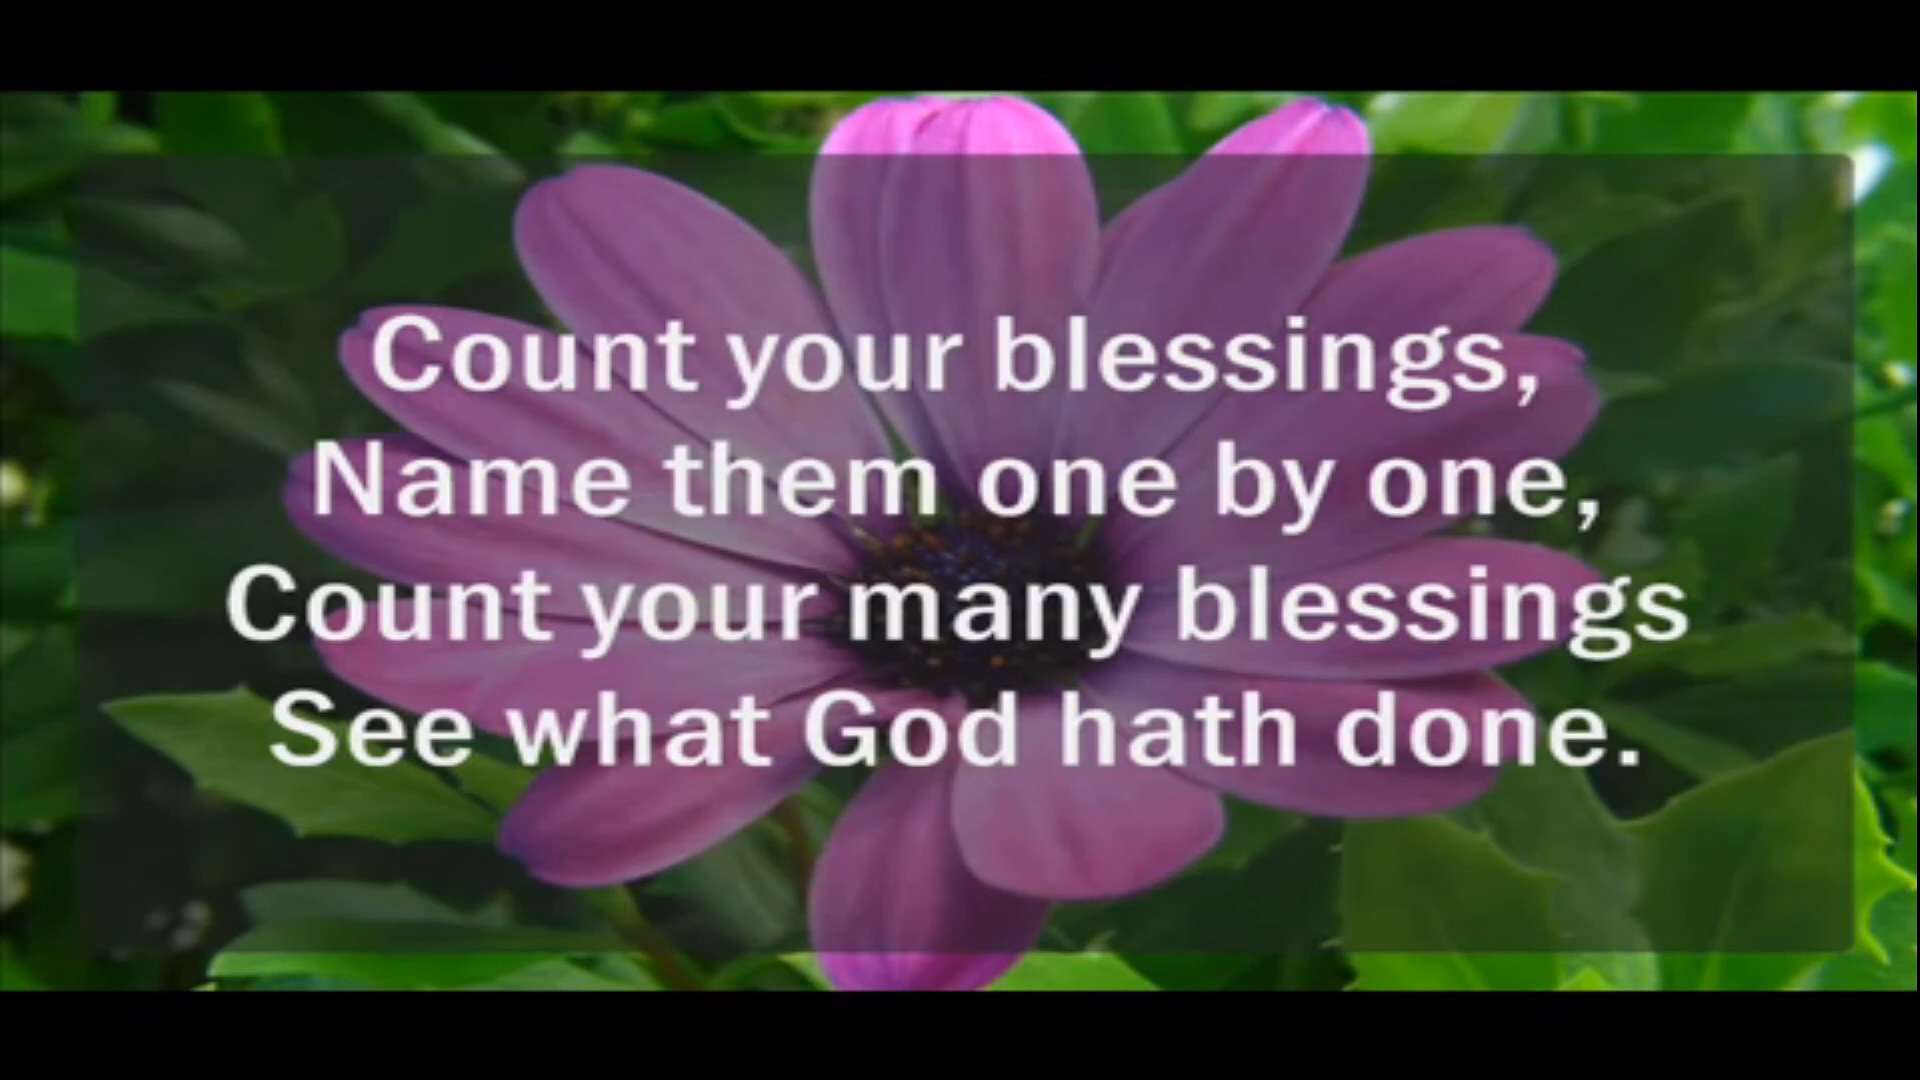 Count your blessings,
Name them one by one,
Count your many blessings
See what God hath done.